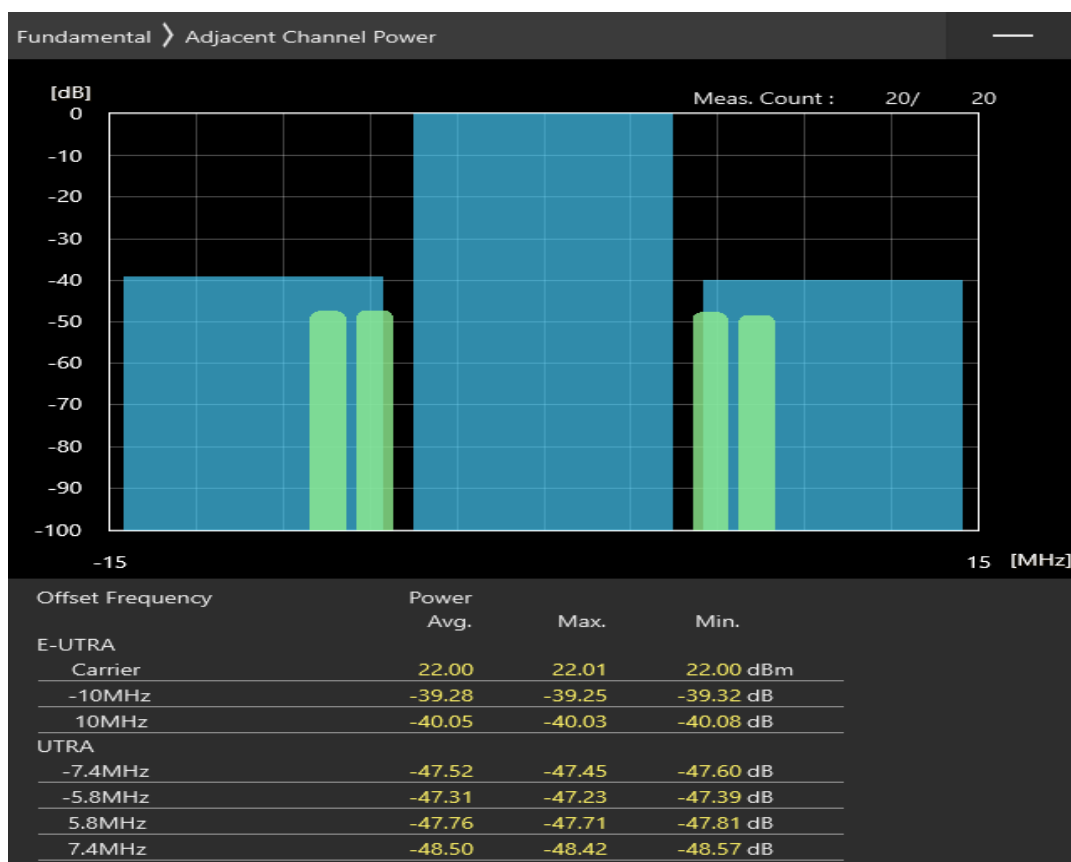 Fundamental ❯ Adjacent Channel Power
[dB]
Meas. Count : 20/ 20
0
-10
-20
-30
-40
-50
-60
-70
-80
-90
-100
-15 15 [MHz]
Offset Frequency Power
Avg. Max. Min.
E-UTRA
Carrier 22.00 22.01 22.00 dBm
-10MHz -39.28 -39.25 -39.32 dB
10MHz -40.05 -40.03 -40.08 dB
UTRA
-7.4MHz -47.52 -47.45 -47.60 dB
-5.8MHz -47.31 -47.23 -47.39 dB
5.8MHz -47.76 -47.71 -47.81 dB
7.4MHz -48.50 -48.42 -48.57 dB